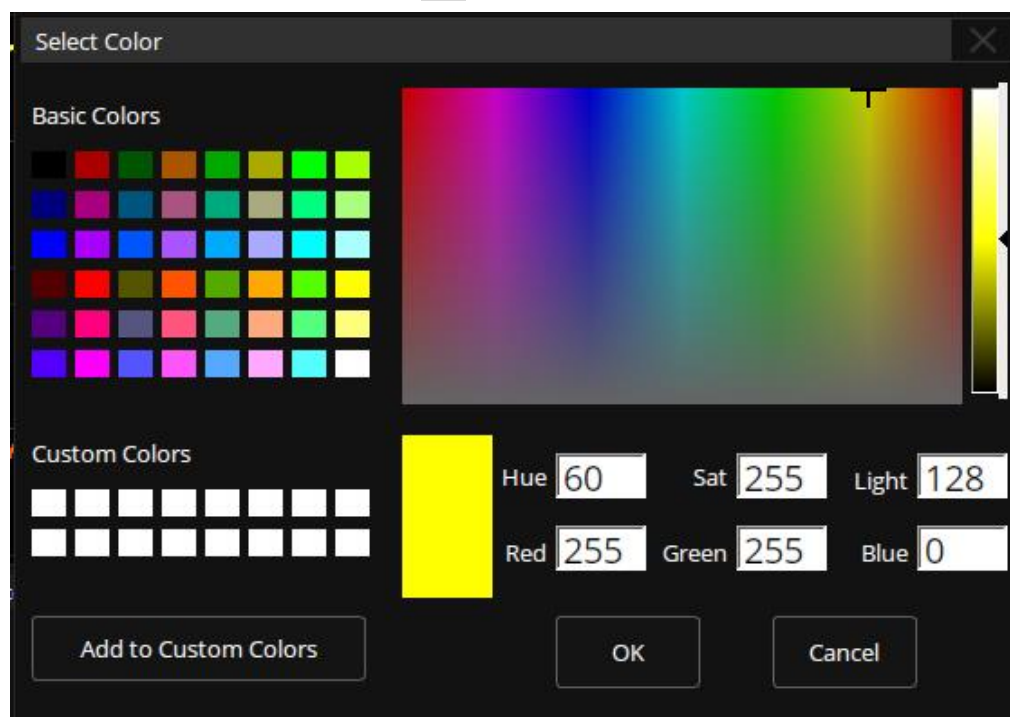 Select Color
Basic Colors
Custom Colors
Hue 60 Sat 255 Light 128
Red 255 Green 255 Blue 0
Add to Custom Colors OK Cancel